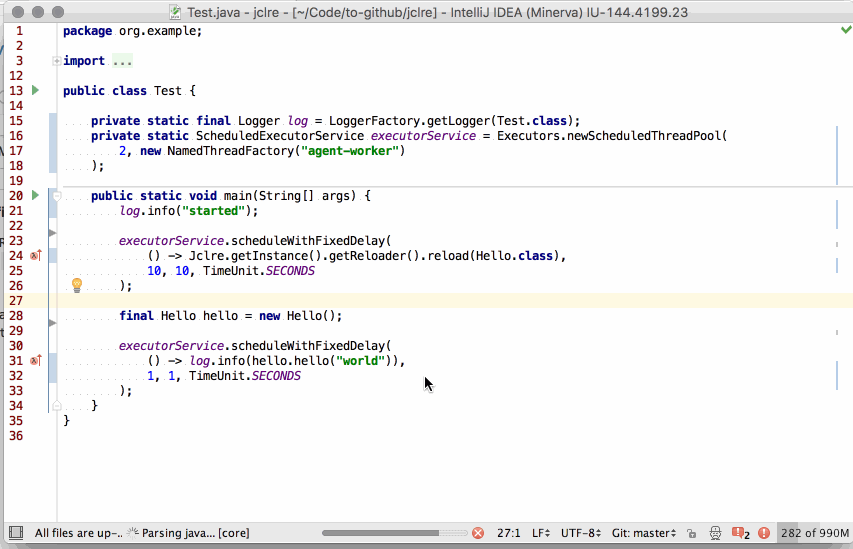 Test.java - jclre - [~/Code/to-github/jclre] - IntelliJ IDEA (Minerva) IU-144.4199.23
1 package org.example;
2
3 import ...
12
13 public class Test {
14
15 private static final Logger log = LoggerFactory.getLogger(Test.class);
16 private static ScheduledExecutorService executorService = Executors.newScheduledThreadPool(
17 2, new NamedThreadFactory("agent-worker")
18 );
19
20 public static void main(String[] args) {
21 log.info("started");
22
23 executorService.scheduleWithFixedDelay(
24 () -> Jclre.getInstance().getReloader().reload(Hello.class),
25 10, 10, TimeUnit.SECONDS
26 );
27
28 final Hello hello = new Hello();
29
30 executorService.scheduleWithFixedDelay(
31 () -> log.info(hello.hello("world")),
32 1, 1, TimeUnit.SECONDS
33 );
34 }
35 }
36
All files are up-.. Parsing java... [core] 27:1 LF UTF-8 Git: master 2 282 of 990M